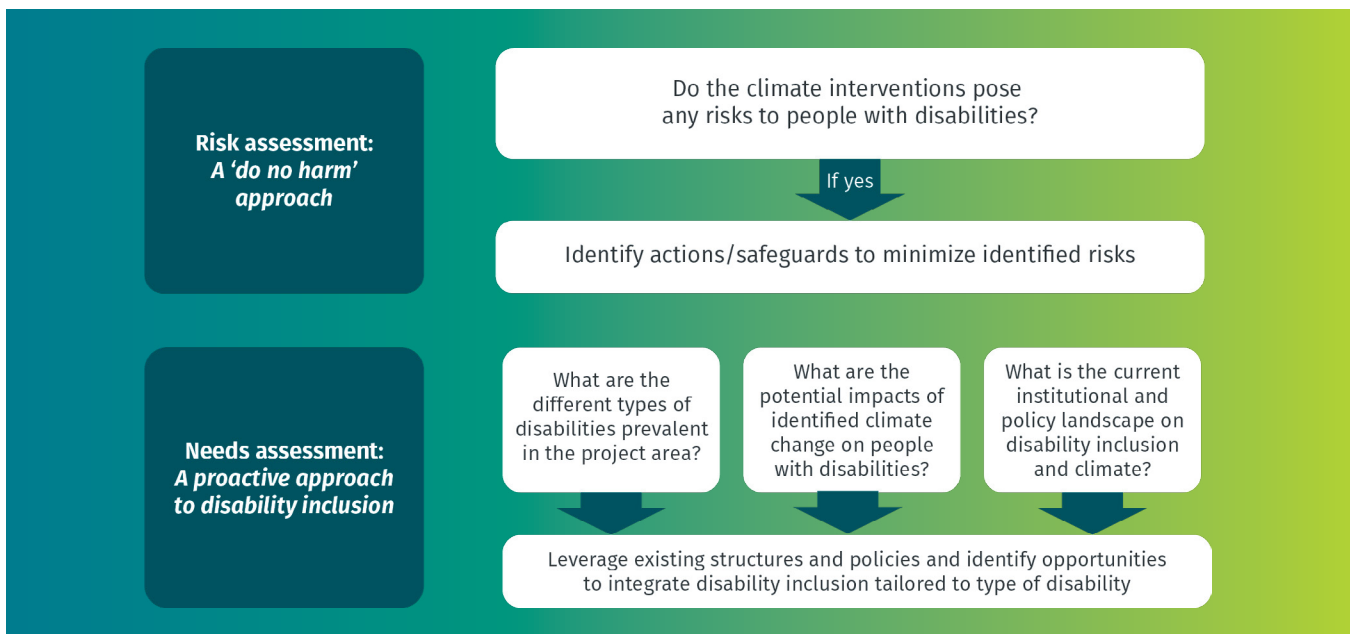 Risk assessment:
A ‘do no harm’
approach
Do the climate interventions pose
any risks to people with disabilities?
If yes
Identify actions/safeguards to minimize identified risks
Needs assessment:
A proactive approach
to disability inclusion
What are the
different types of
disabilities prevalent
in the project area?
What are the
potential impacts of
identified climate
change on people
with disabilities?
What is the current
institutional and
policy landscape on
disability inclusion
and climate?
Leverage existing structures and policies and identify opportunities
to integrate disability inclusion tailored to type of disability